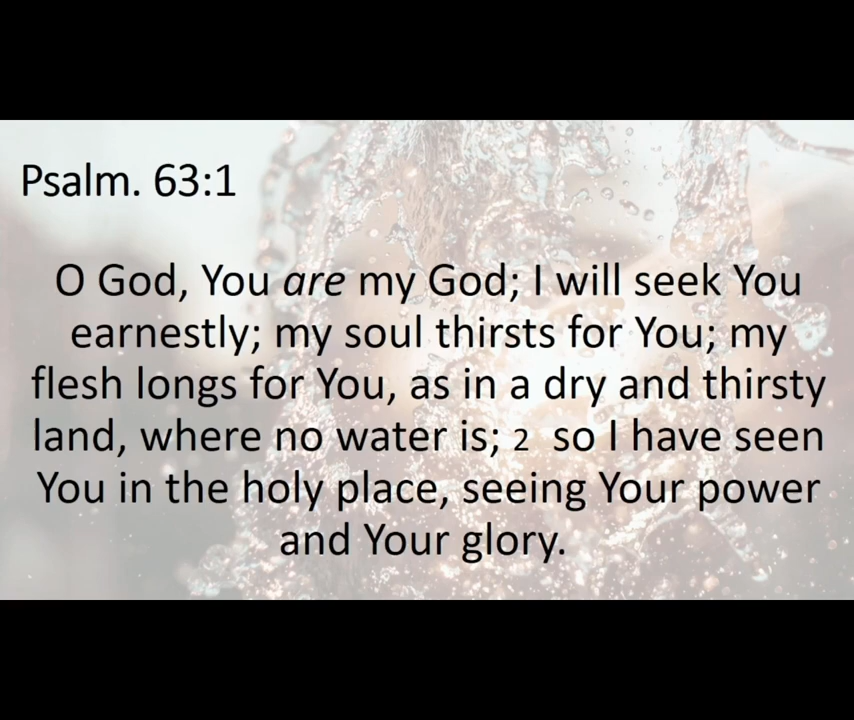 Psalm. 63:1
O God, You are my God; I will seek You
earnestly; my soul thirsts for You; my
flesh longs for You, as in a dry and thirsty
land, where no water is; 2 so I have seen
You in the holy place, seeing Your power
and Your glory.